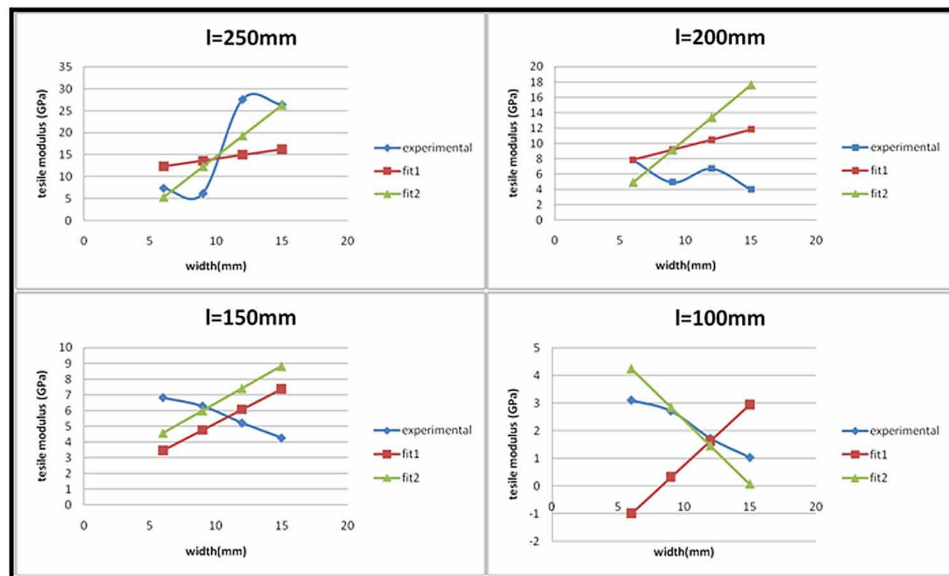 l=250mm
tesile modulus (GPa)
35
30
25
20
15
10
5
0
0 5 10 15 20
width(mm)
experimental
fit1
fit2
l=200mm
tesile modulus (GPa)
20
18
16
14
12
10
8
6
4
2
0
0 5 10 15 20
width(mm)
experimental
fit1
fit2
l=150mm
tesile modulus (GPa)
10
9
8
7
6
5
4
3
2
1
0
0 5 10 15 20
width(mm)
experimental
fit1
fit2
l=100mm
tesile modulus (GPa)
5
4
3
2
1
0
-1
-2
0 5 10 15 20
width(mm)
experimental
fit1
fit2